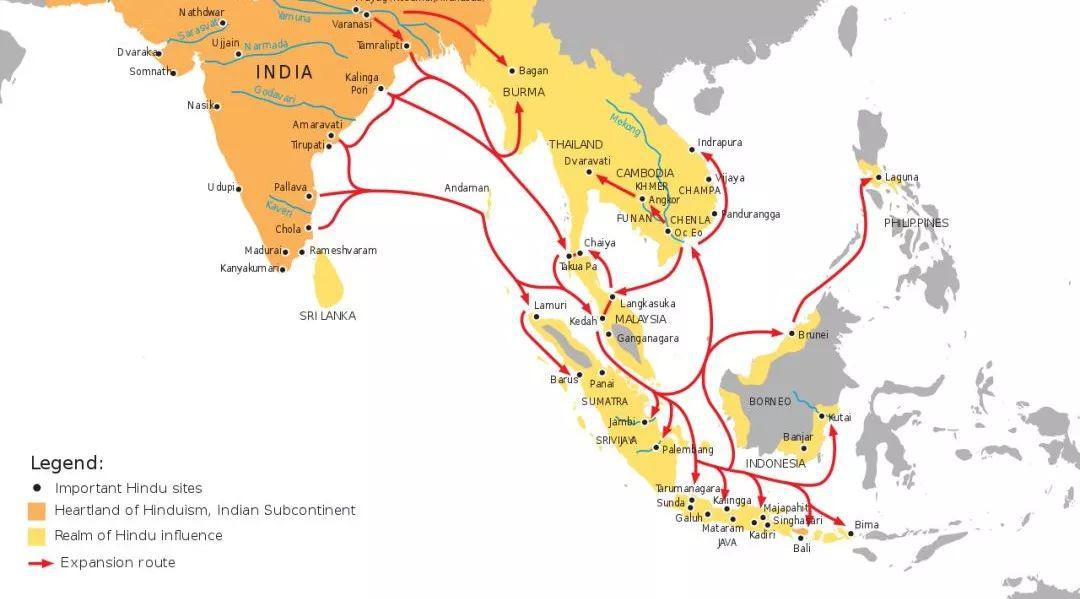 Nathdwar
Yamuna
Varanasi
Sarasvati
Tamralipti
Dvaraka
Ujjain
Narmada
Somnath
INDIA
Bagan
Kalinga
Pori
BURMA
Godavari
Nasik
Mekong
Amaravati
Tirupati
THAILAND
Indrapura
Dvaravati
CAMBODIA
Vijaya
Laguna
Udupi
Pallava
Andaman
KHMER
CHAMPA
Angkor
Kaveri
FUNAN
CHENLA
Pandurangga
PHILIPPINES
Chola
Oc Eo
Chaiya
Madurai
Rameshvaram
Takua Pa
Kanyakumari
Lamuri
Langkasuka
SRI LANKA
Kedah
MALAYSIA
Brunei
Ganganagara
Barus
Panai
SUMATRA
BORNEO
Jambi
Kutai
SRIVIJAYA
Banjar
Palembang
INDONESIA
Legend:
Important Hindu sites
Heartland of Hinduism, Indian Subcontinent
Realm of Hindu influence
Expansion route
Tarumanagara
Sunda
Kalingga
Majapahit
Galuh
Singhasari
Bima
Mataram
Kadiri
JAVA
Bali